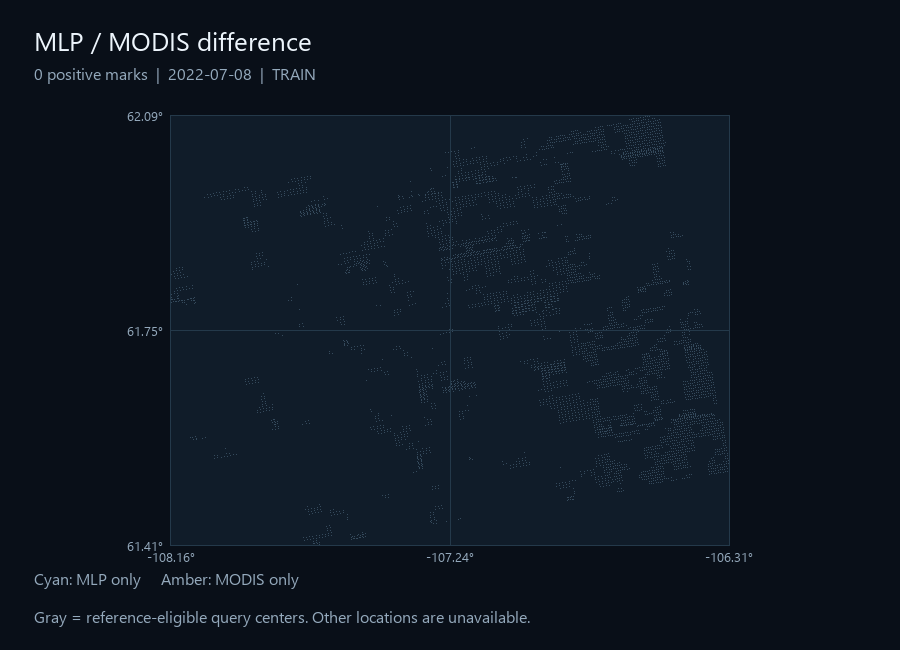 MLP / MODIS difference
0 positive marks | 2022-07-08 | TRAIN
62.09°
61.75°
61.41°
-108.16° -107.24° -106.31°
Cyan: MLP only Amber: MODIS only
Gray = reference-eligible query centers. Other locations are unavailable.